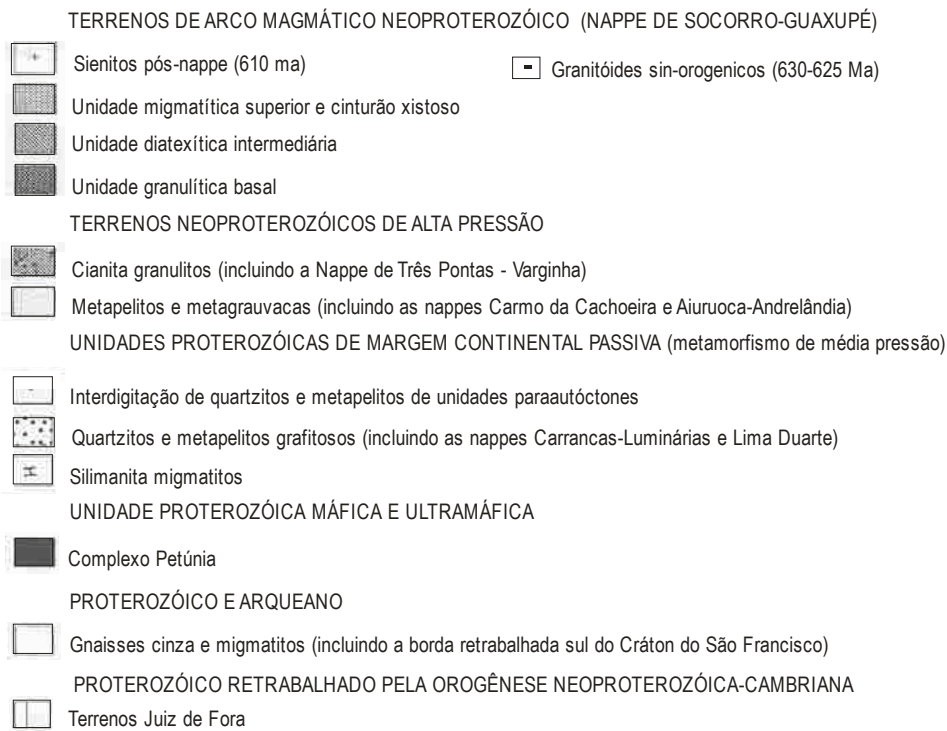 TERRENOS DE ARCO MAGMÁTICO NEOPROTEROZÓICO (NAPPE DE SOCORRO-GUAXUPÉ)
Sienitos pós-nappe (610 ma)
Granitóides sin-orogenicos (630-625 Ma)
Unidade migmatítica superior e cinturão xistoso
Unidade diatexítica intermediária
Unidade granulítica basal
TERRENOS NEOPROTEROZÓICOS DE ALTA PRESSÃO
Cianita granulitos (incluindo a Nappe de Três Pontas - Varginha)
Metapelitos e metagrauvacas (incluindo as nappes Carmo da Cachoeira e Aiuruoca-Andrelândia)
UNIDADES PROTEROZÓICAS DE MARGEM CONTINENTAL PASSIVA (metamorfismo de média pressão)
Interdigitação de quartzitos e metapelitos de unidades paraautóctones
Quartzitos e metapelitos grafitosos (incluindo as nappes Carrancas-Luminárias e Lima Duarte)
Silimanita migmatitos
UNIDADE PROTEROZÓICA MÁFICA E ULTRAMÁFICA
Complexo Petúnia
PROTEROZÓICO E ARQUEANO
Gnaisses cinza e migmatitos (incluindo a borda retrabalhada sul do Cráton do São Francisco)
PROTEROZÓICO RETRABALHADO PELA OROGÊNESE NEOPROTEROZÓICA-CAMBRIANA
Terrenos Juiz de Fora